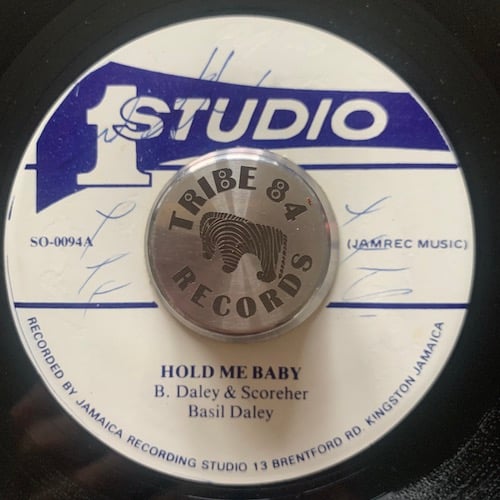 1 STUDIO
TRIBE 84
RECORDS
SO-0094A
(JAMREC MUSIC)
HOLD ME BABY
B. Daley & Scoreher
Basil Daley
RECORDED BY JAMAICA RECORDING STUDIO 13 BRENTFORD RD. KINGSTON JAMAICA